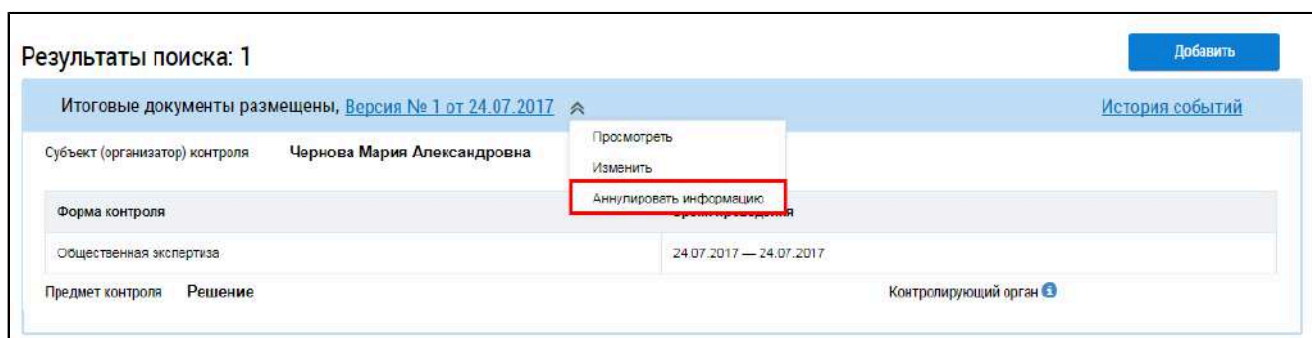 Результаты поиска: 1
Добавить
Итоговые документы размещены, Версия № 1 от 24.07.2017
История событий
Просмотреть
Субъект (организатор) контроля Чернова Мария Александровна
Изменить
Аннулировать информацию
Форма контроля
Общественная экспертиза 24.07.2017 — 24.07.2017
Предмет контроля Решение Контролирующий орган